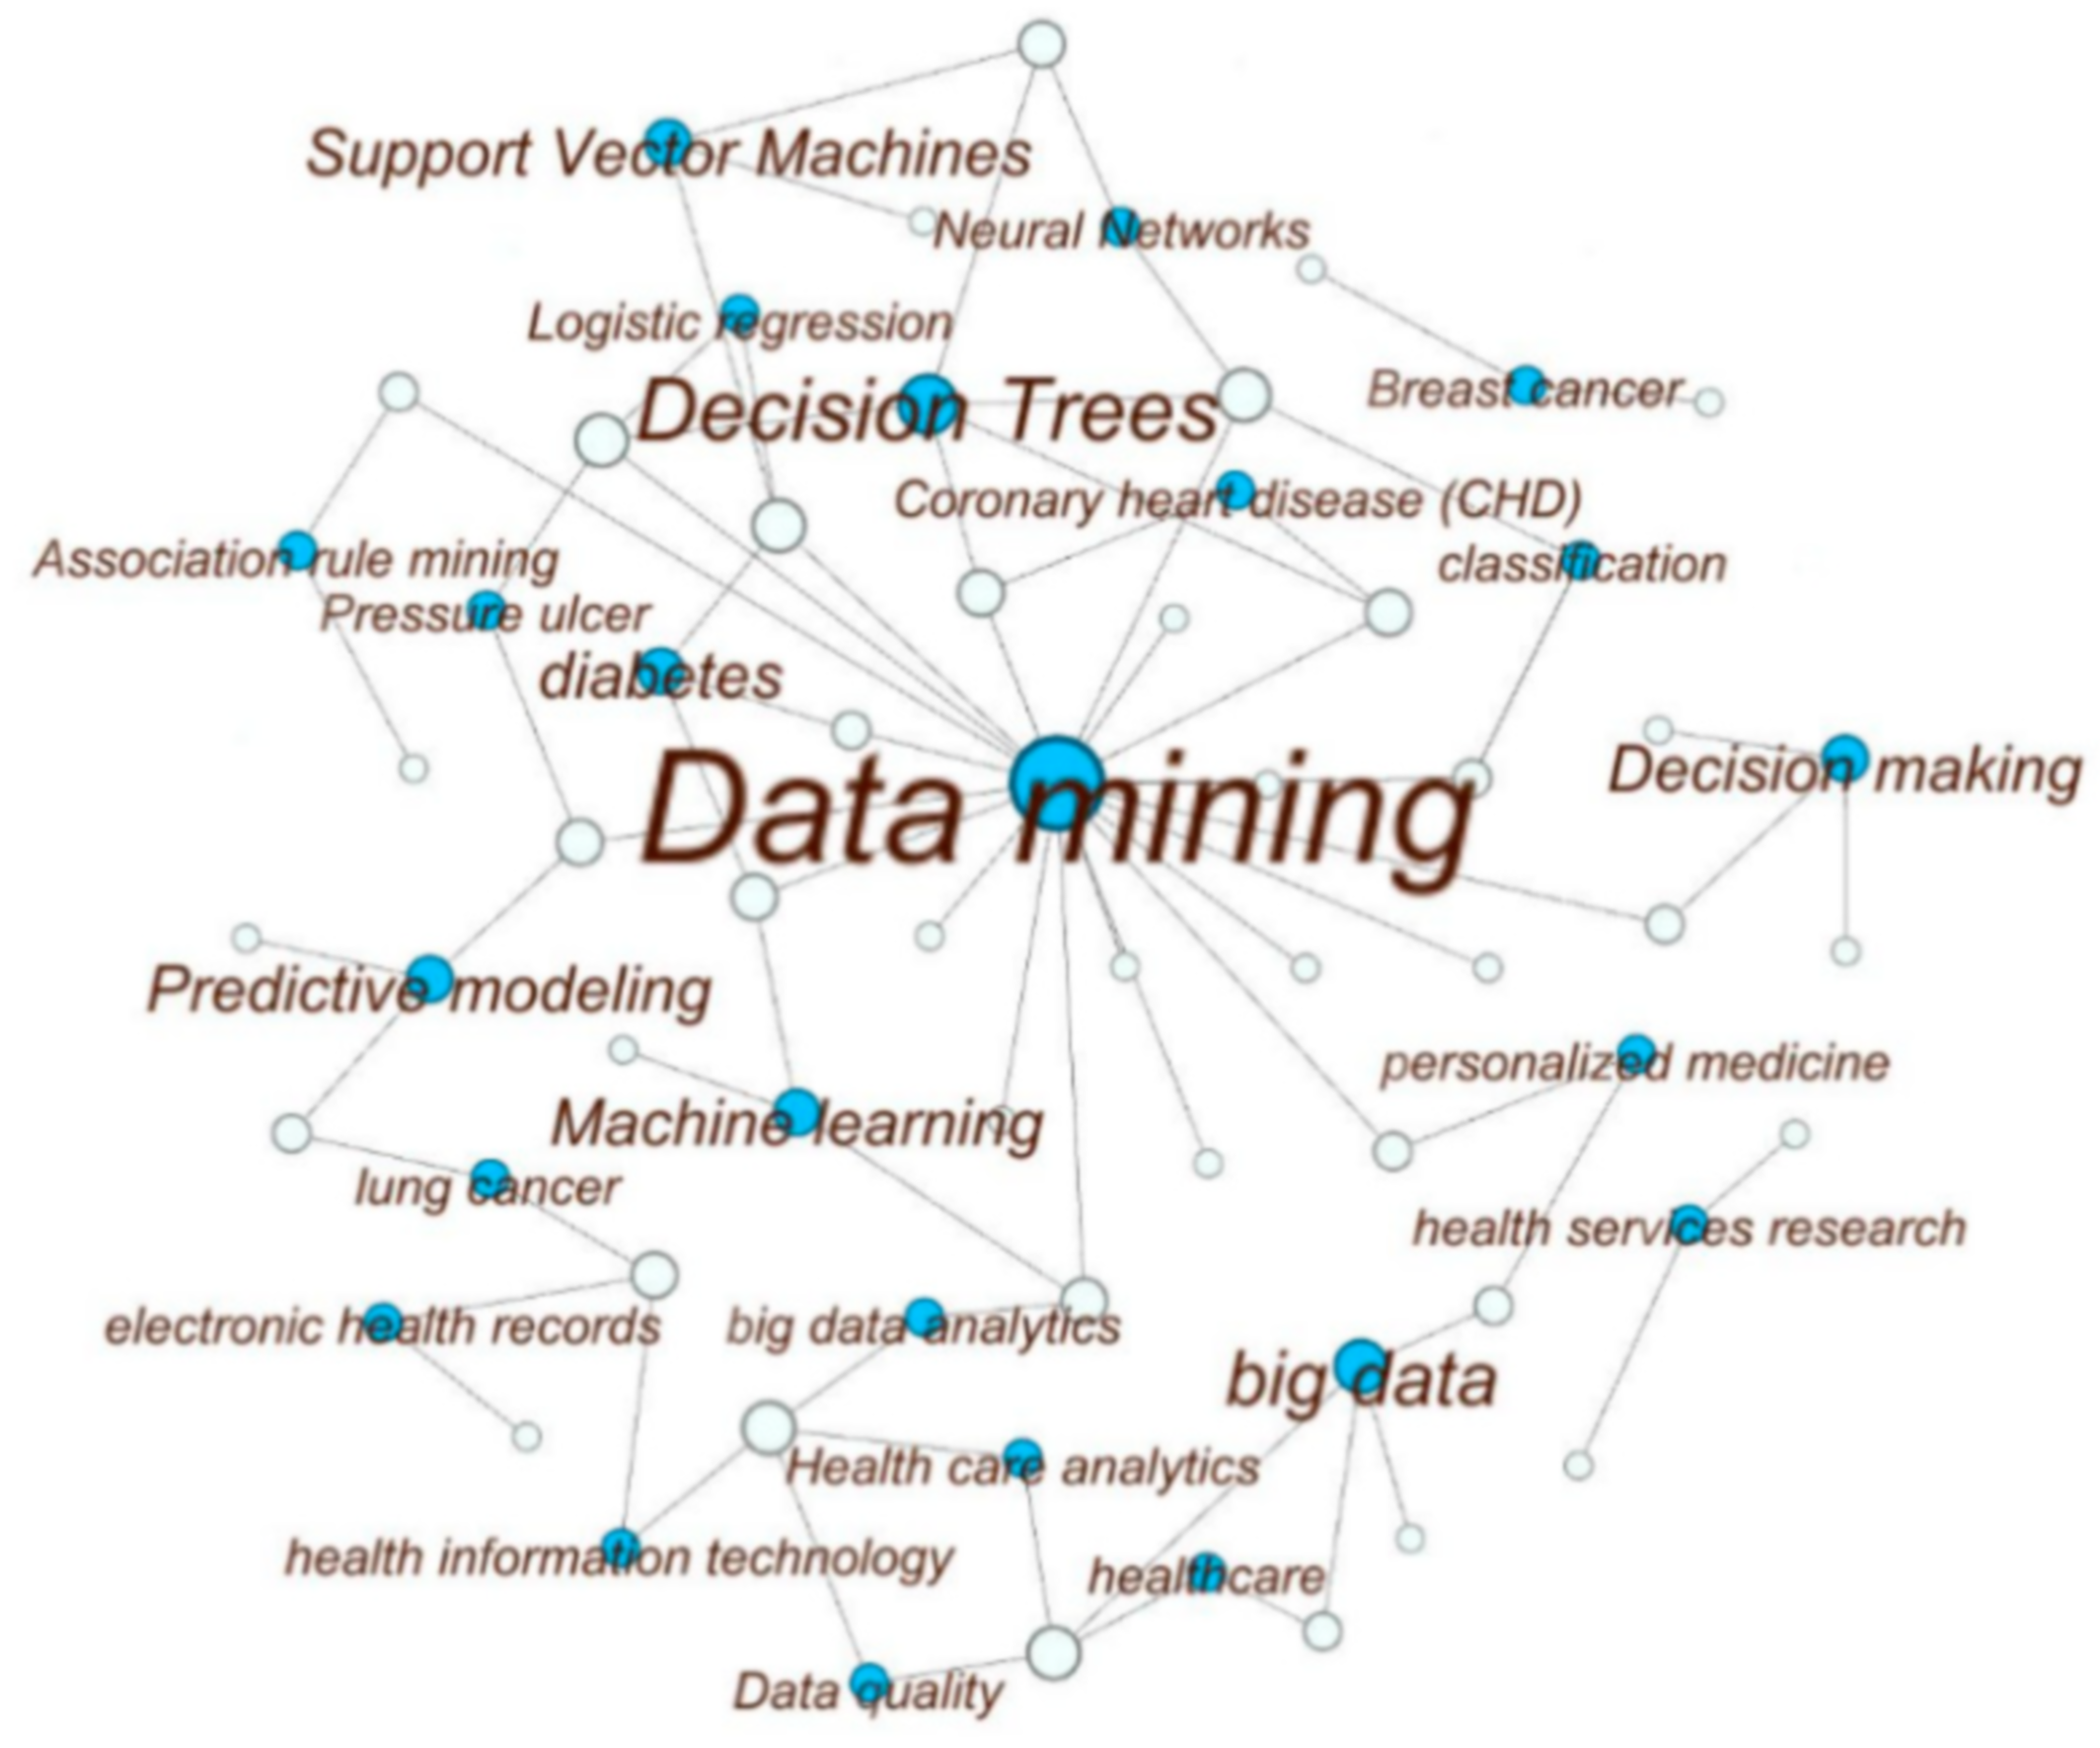 Support Vector Machines
Neural Networks
Logistic regression
Breast cancer
Decision Trees
Coronary heart disease (CHD)
Association rule mining
classification
Pressure ulcer
diabetes
Decision making
Data mining
Predictive modeling
personalized medicine
Machine learning
lung cancer
health services research
electronic health records
big data analytics
big data
Health care analytics
health information technology
healthcare
Data quality